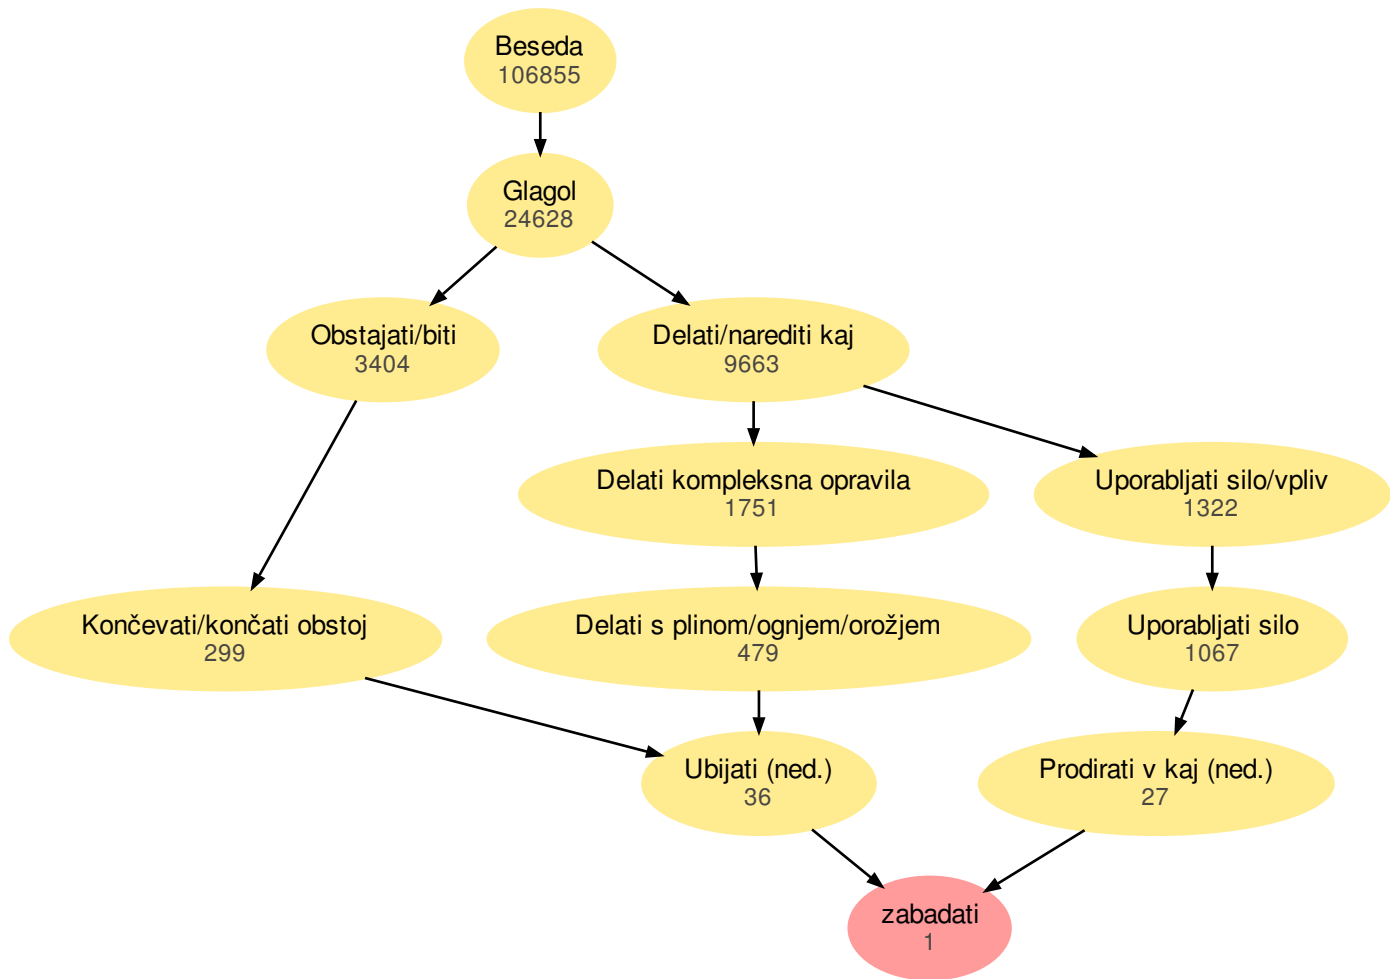 Beseda
106855
Glagol
24628
Obstajati/biti
3404
Delati/narediti kaj
9663
Delati kompleksna opravila
1751
Uporabljati silo/vpliv
1322
Končevati/končati obstoj
299
Delati s plinom/ognjem/orožjem
479
Uporabljati silo
1067
Ubijati (ned.)
36
Prodirati v kaj (ned.)
27
zabadati
1